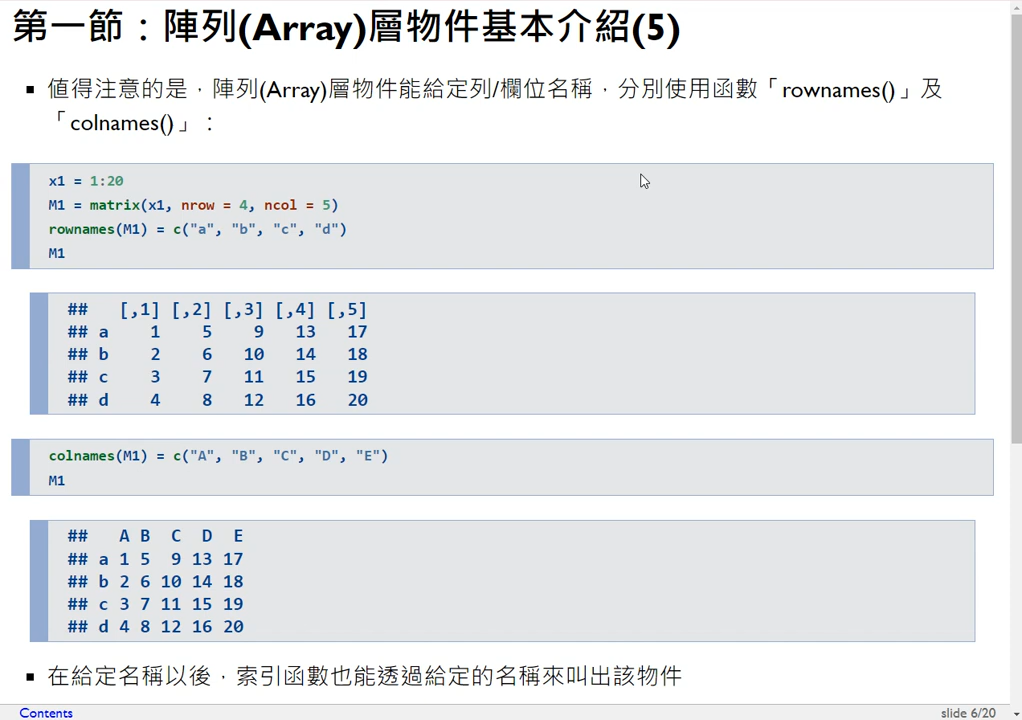 第一節：陣列(Array)層物件基本介紹(5)
▪ 值得注意的是，陣列(Array)層物件能給定列/欄位名稱，分別使用函數「rownames()」及
「colnames()」：
x1 = 1:20
M1 = matrix(x1, nrow = 4, ncol = 5)
rownames(M1) = c("a", "b", "c", "d")
M1
##   [,1] [,2] [,3] [,4] [,5]
## a    1    5    9   13   17
## b    2    6   10   14   18
## c    3    7   11   15   19
## d    4    8   12   16   20
colnames(M1) = c("A", "B", "C", "D", "E")
M1
##   A B  C  D  E
## a 1 5  9 13 17
## b 2 6 10 14 18
## c 3 7 11 15 19
## d 4 8 12 16 20
▪ 在給定名稱以後，索引函數也能透過給定的名稱來叫出該物件
Contents
slide 6/20